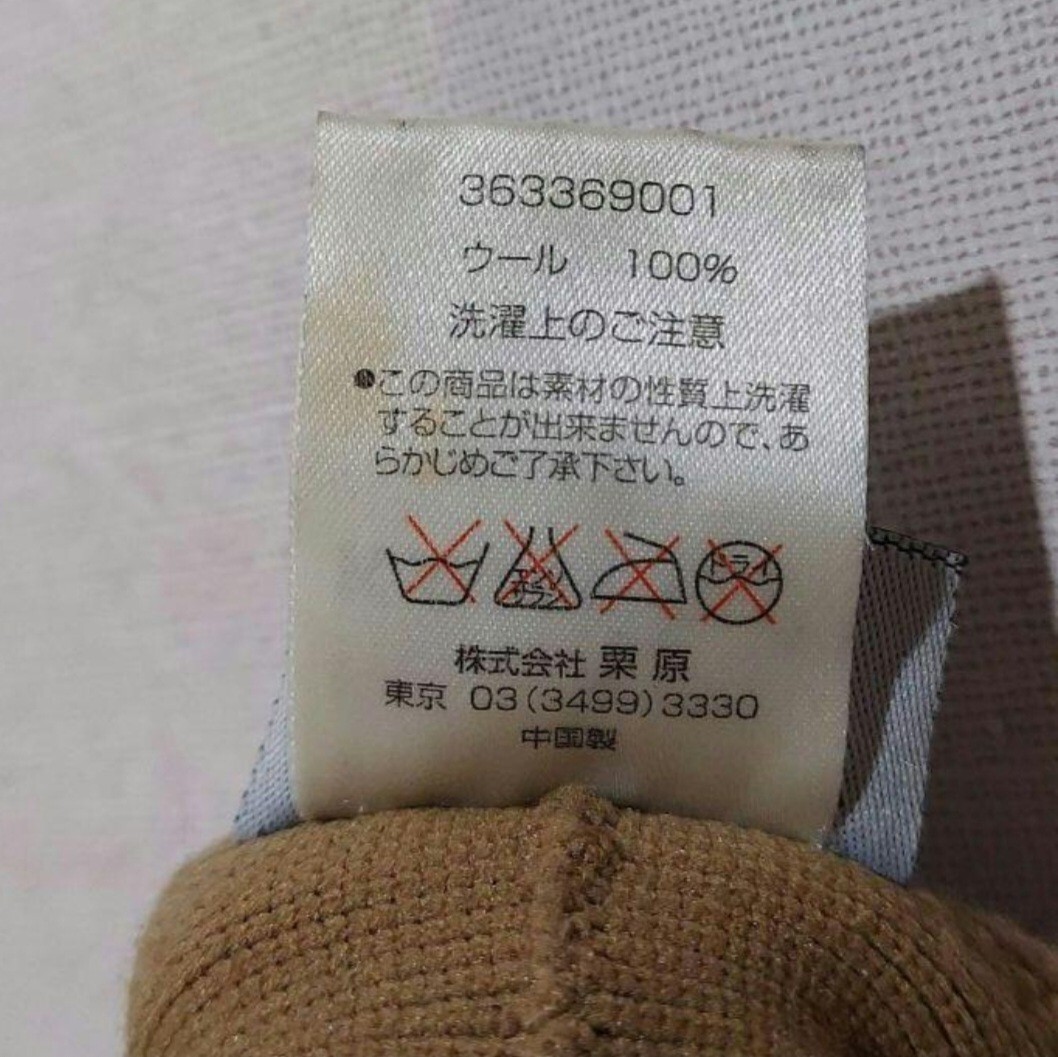 363369001
ウール 100%
洗濯上のご注意
●この商品は素材の性質上洗濯
することが出来ませんので、あ
らかじめご了承下さい。
エンソ
ドライ
株式会社 栗原
東京 03(3499)3330
中国製